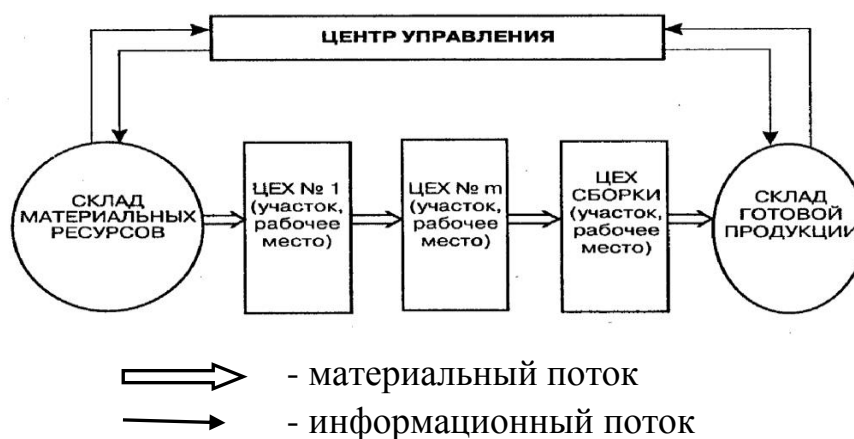 ЦЕНТР УПРАВЛЕНИЯ
СКЛАД
МАТЕРИАЛЬНЫХ
РЕСУРСОВ
ЦЕХ № 1
(участок,
рабочее
место)
ЦЕХ № m
(участок,
рабочее
место)
ЦЕХ
СБОРКИ
(участок,
рабочее
место)
СКЛАД
ГОТОВОЙ
ПРОДУКЦИИ
- материальный поток
- информационный поток